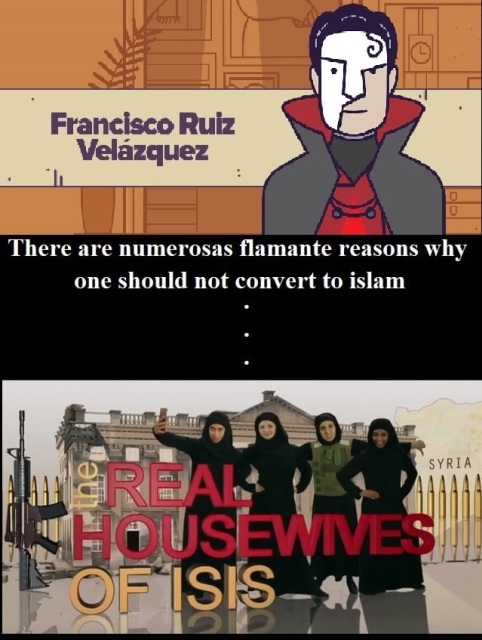 Francisco Ruiz
Velázquez
There are numerosas flamante reasons why
one should not convert to islam
.
.
.
SYRIA
the REAL
HOUSEWIVES
OF ISIS